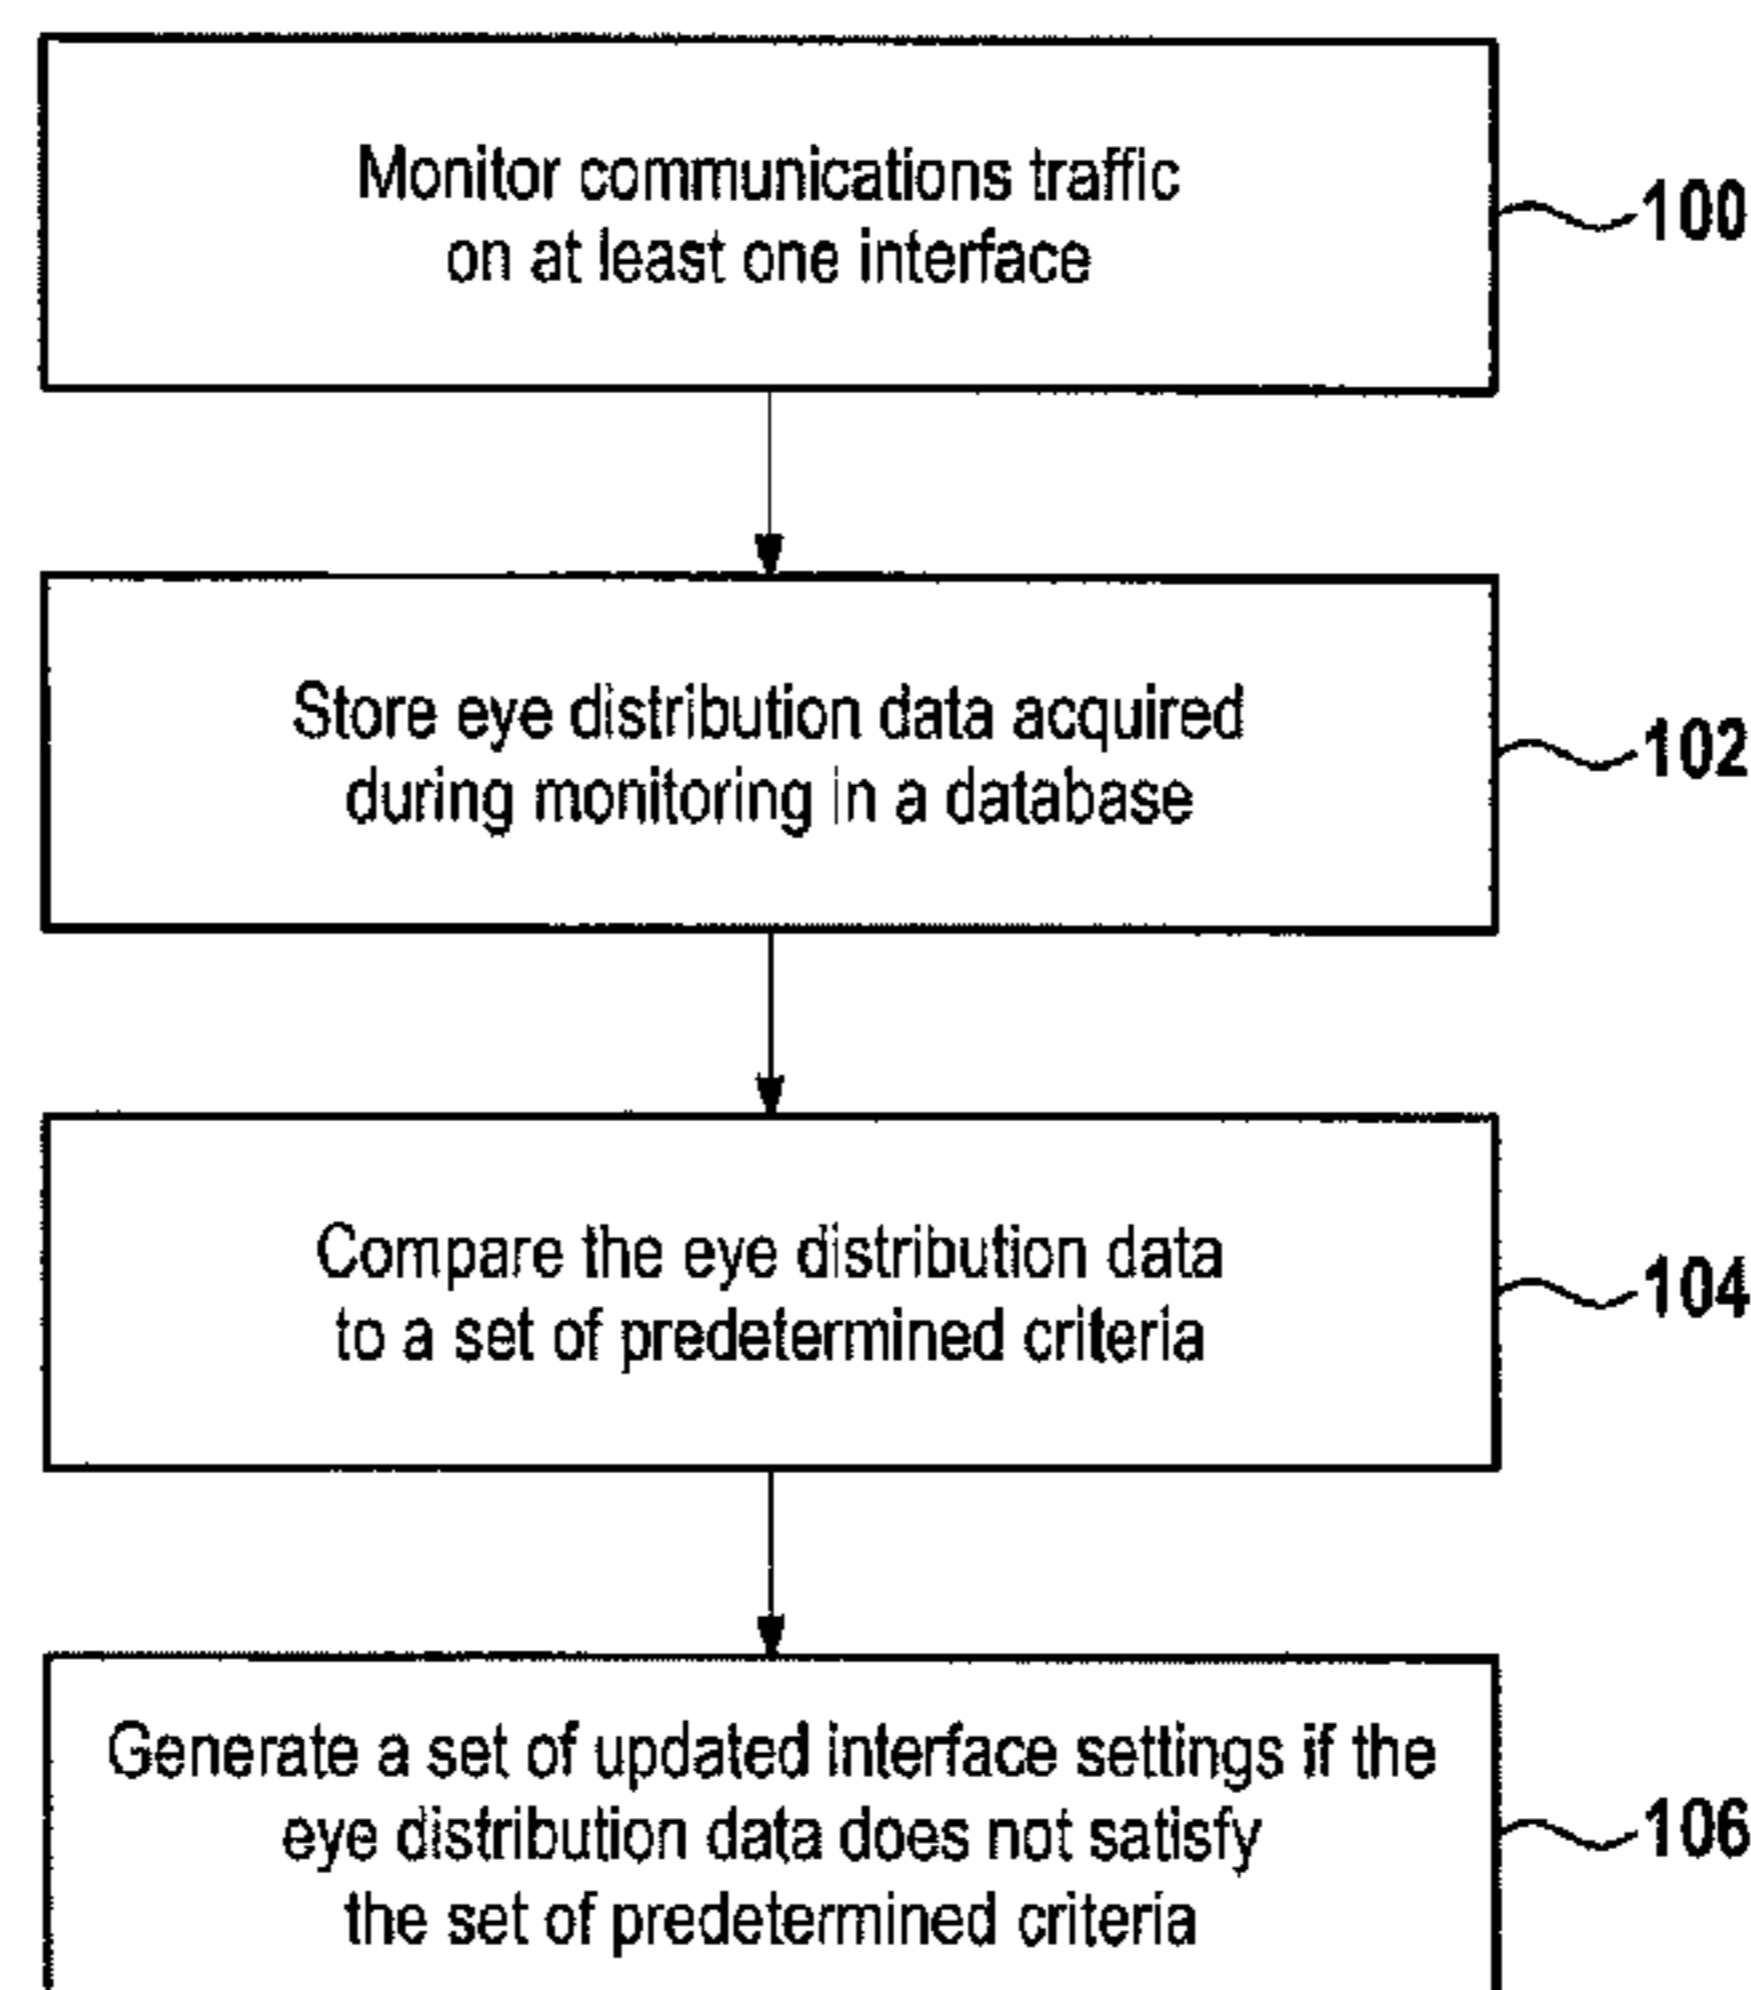 Monitor communications traffic
on at least one interface
100
Store eye distribution data acquired
during monitoring in a database
102
Compare the eye distribution data
to a set of predetermined criteria
104
Generate a set of updated interface settings if the
eye distribution data does not satisfy
the set of predetermined criteria
106